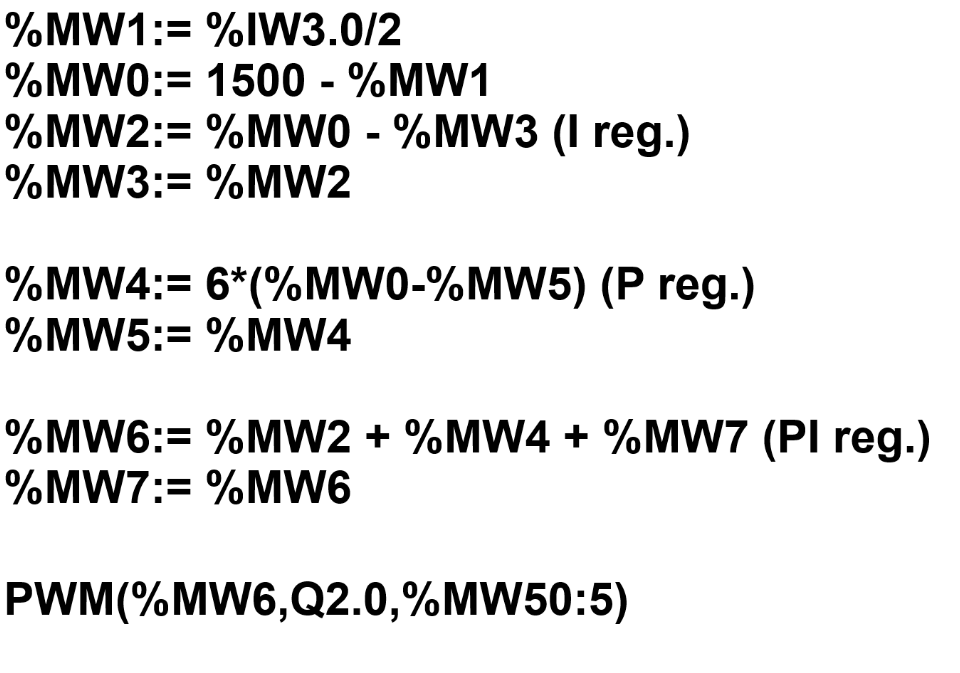 %MW1:= %IW3.0/2
%MW0:= 1500 - %MW1
%MW2:= %MW0 - %MW3 (I reg.)
%MW3:= %MW2
%MW4:= 6*(%MW0-%MW5) (P reg.)
%MW5:= %MW4
%MW6:= %MW2 + %MW4 + %MW7 (PI reg.)
%MW7:= %MW6
PWM(%MW6,Q2.0,%MW50:5)